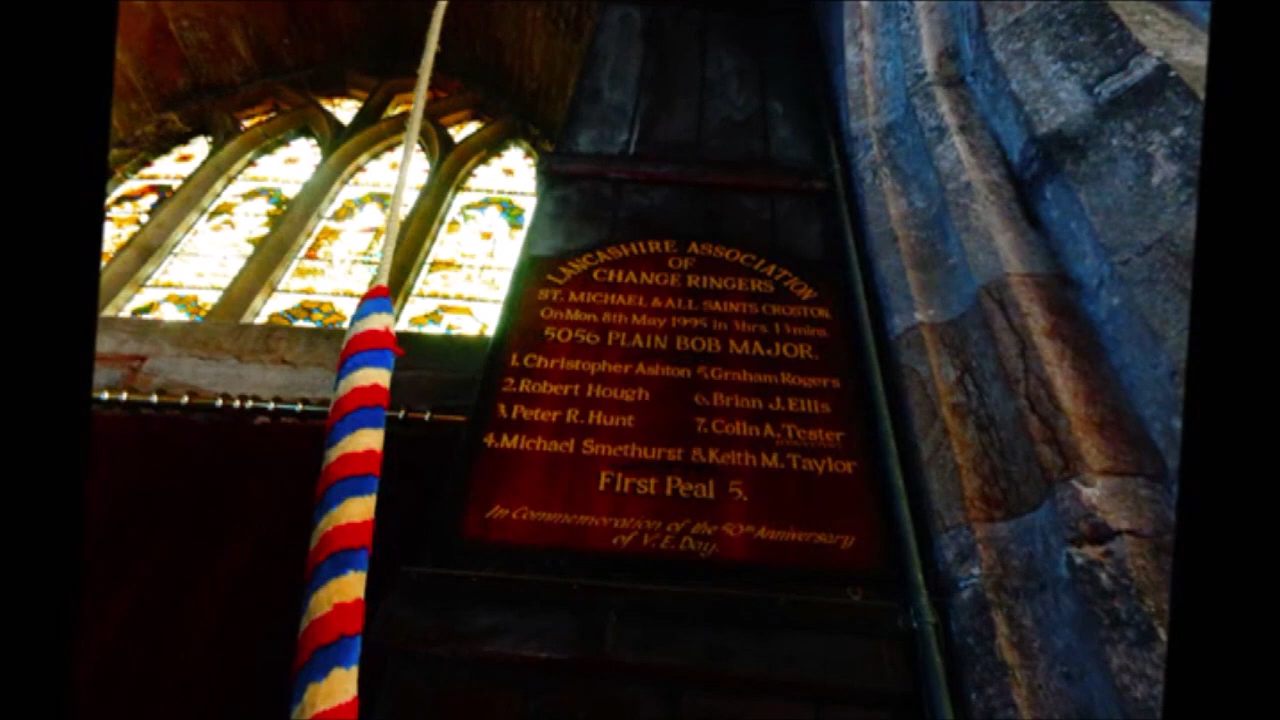 LANCASHIRE ASSOCIATION
OF
CHANGE RINGERS
ST. MICHAEL & ALL SAINTS CROSTON
On Mon. 8th May 1995 in 3hrs 13mins.
5056 PLAIN BOB MAJOR.
1. Christopher Ashton 5. Graham Rogers
2. Robert Hough 6. Brian J. Ellis
3. Peter R. Hunt 7. Colin A. Tester
4. Michael Smethurst 8. Keith M. Taylor
First Peal 5.
In Commemoration of the 50th Anniversary
of V.E. Day.